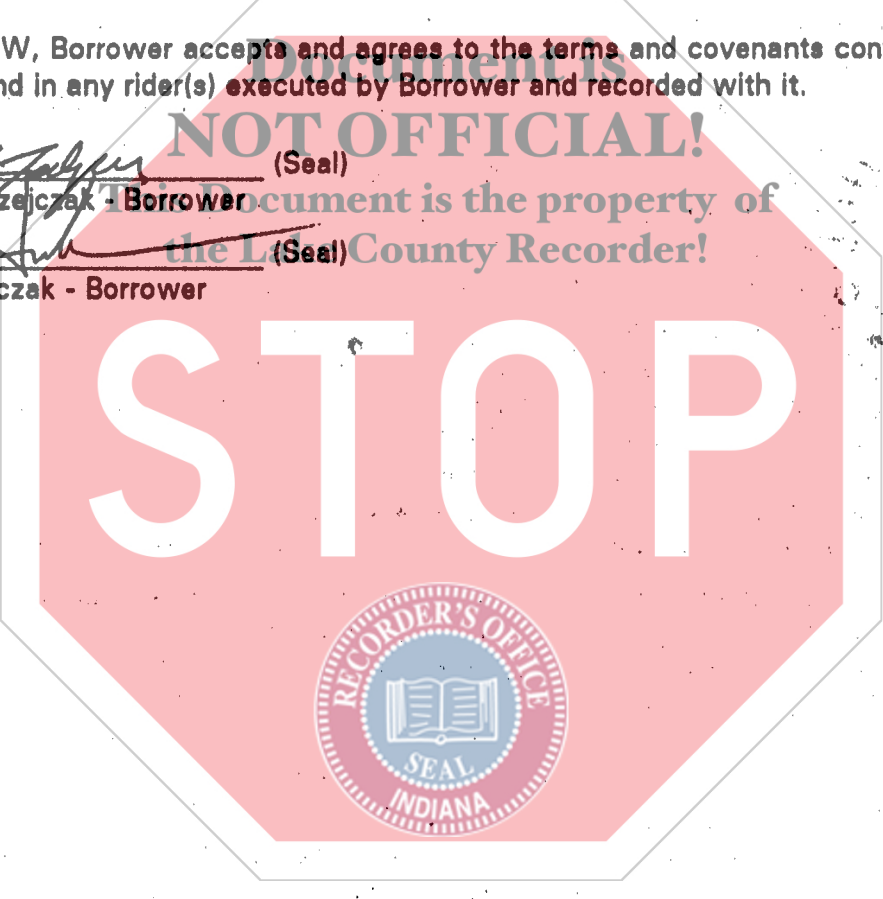 W, Borrower accepts and agrees to the terms and covenants con
nd in any rider(s) executed by Borrower and recorded with it.
Document is
NOT OFFICIAL!
(Seal)
zejczak - Borrower
This Document is the property of
the Lake County Recorder!
(Seal)
czak - Borrower
STOP
RECORDER'S OFFICE
SEAL
INDIANA